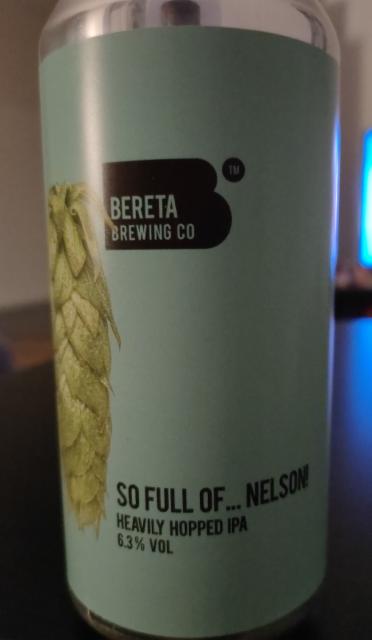 TM
BERETA
BREWING CO
SO FULL OF... NELSON!
HEAVILY HOPPED IPA
6.3% VOL